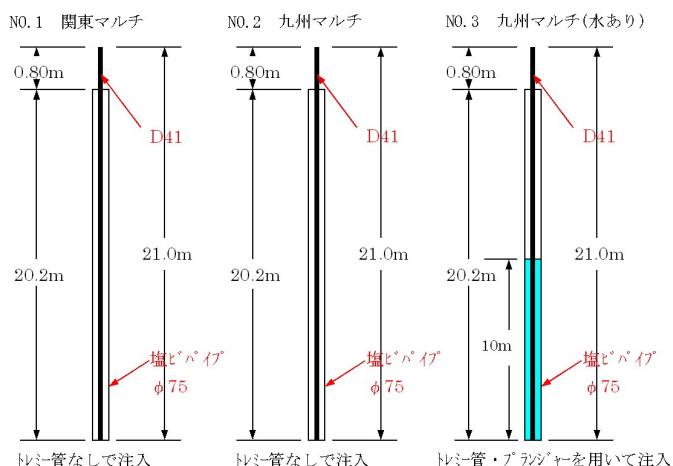 NO.1 関東マルチ
0.80m
D41
20.2m
21.0m
塩ﾋﾞﾊﾟｲﾌﾟ
φ75
ﾄﾚﾐｰ管なしで注入
NO.2 九州マルチ
0.80m
D41
20.2m
21.0m
塩ﾋﾞﾊﾟｲﾌﾟ
φ75
ﾄﾚﾐｰ管なしで注入
NO.3 九州マルチ(水あり)
0.80m
D41
20.2m
21.0m
10m
塩ﾋﾞﾊﾟｲﾌﾟ
φ75
ﾄﾚﾐｰ管・ﾌﾟﾗﾝｼﾞｬｰを用いて注入